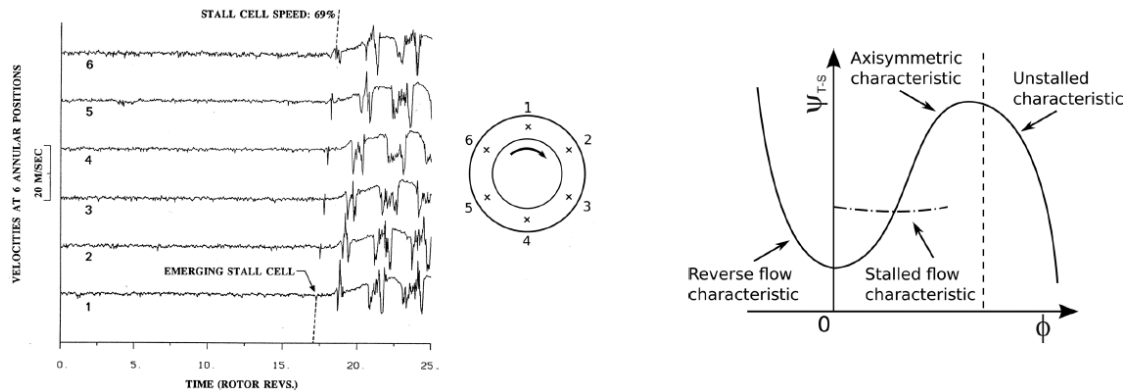 STALL CELL SPEED: 69%
VELOCITIES AT 6 ANNULAR POSITIONS
20 M/SEC
6
5
4
3
2
EMERGING STALL CELL
1
0.
5.
10.
15.
20.
25.
TIME (ROTOR REVS.)
1
6
2
5
3
4
Axisymmetric
characteristic
Ψ T-S
Unstalled
characteristic
Reverse flow
characteristic
Stalled flow
characteristic
0
ϕ